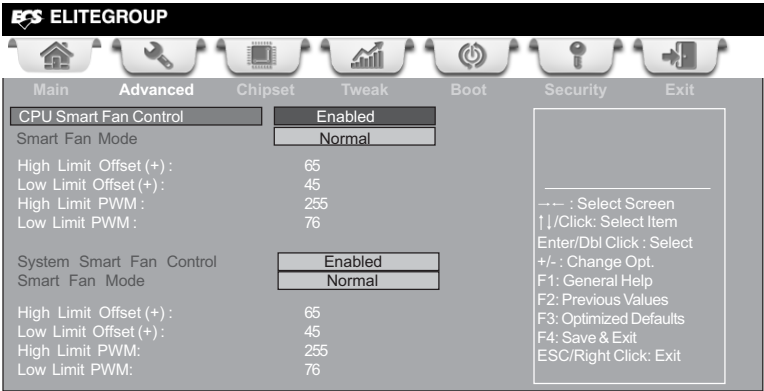 ECS ELITEGROUP
Main Advanced Chipset Tweak Boot Security Exit
CPU Smart Fan Control Enabled
Smart Fan Mode Normal
High Limit Offset (+) : 65
Low Limit Offset (+) : 45
High Limit PWM : 255
Low Limit PWM : 76
System Smart Fan Control Enabled
Smart Fan Mode Normal
High Limit Offset (+) : 65
Low Limit Offset (+) : 45
High Limit PWM: 255
Low Limit PWM: 76
→← : Select Screen
↑↓/Click: Select Item
Enter/Dbl Click : Select
+/- : Change Opt.
F1: General Help
F2: Previous Values
F3: Optimized Defaults
F4: Save & Exit
ESC/Right Click: Exit